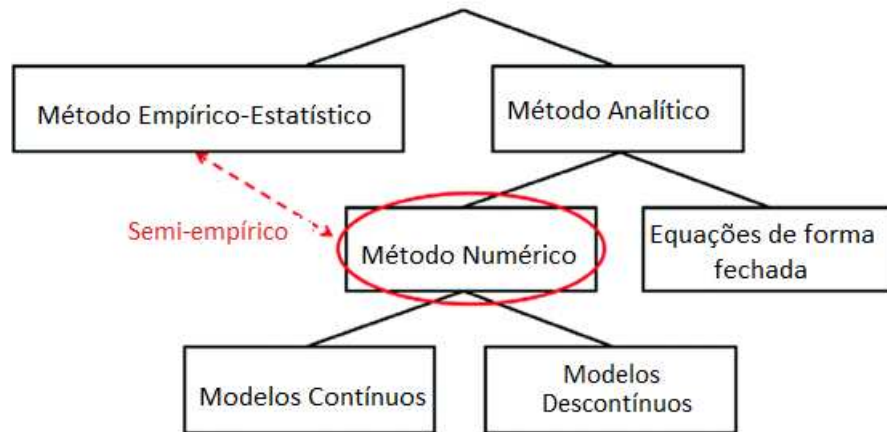 Método Empírico-Estatístico
Método Analítico
Semi-empírico
Método Numérico
Equações de forma
fechada
Modelos Contínuos
Modelos
Descontínuos